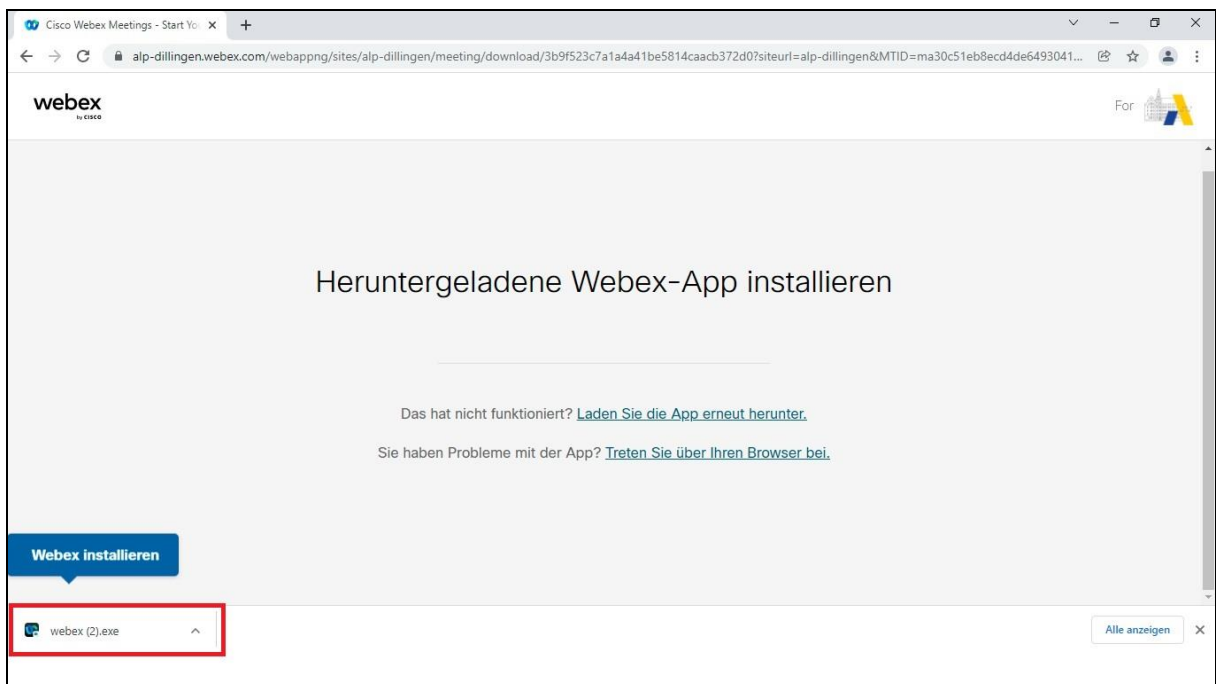 Cisco Webex Meetings - Start Yo
alp-dillingen.webex.com/webappng/sites/alp-dillingen/meeting/download/3b9f523c7a1a4a41be5814caacb372d0?siteurl=alp-dillingen&MTID=ma30c51eb8ecd4de6493041...
webex
by CISCO
For
Heruntergeladene Webex-App installieren
Das hat nicht funktioniert? Laden Sie die App erneut herunter.
Sie haben Probleme mit der App? Treten Sie über Ihren Browser bei.
Webex installieren
webex (2).exe
Alle anzeigen